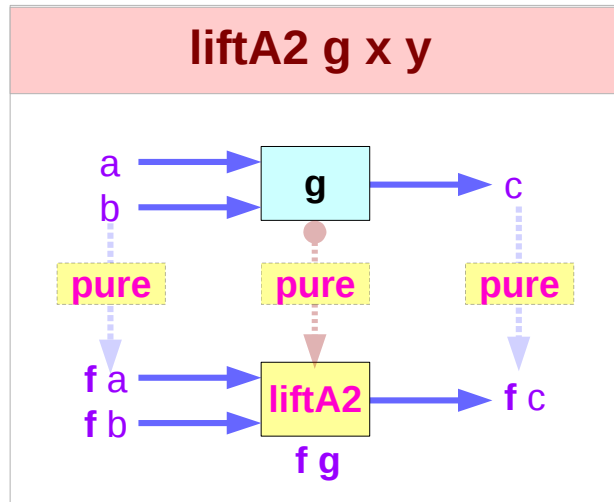 liftA2 g x y
a
b
g
c
pure pure pure
f a
f b
liftA2
f c
f g